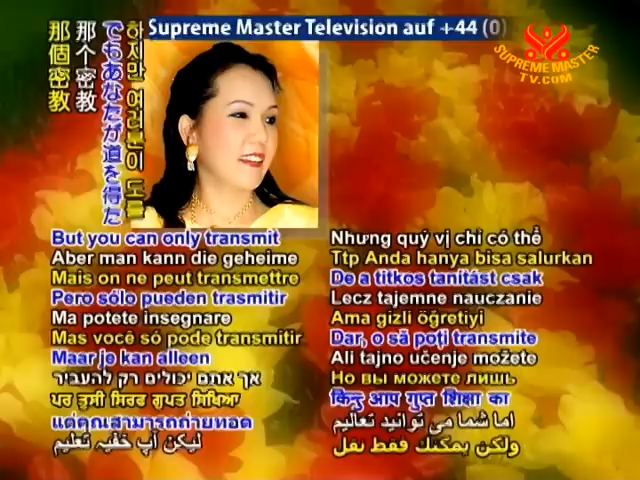 Supreme Master Television auf +44 (0)
SUPREME MASTER
TV.COM
하지만 여러분이 도를
でもあなたが道を得た
那个密教
那個密教
But you can only transmit
Aber man kann die geheime
Mais on ne peut transmettre
Pero sólo pueden trasmitir
Ma potete insegnare
Mas você só pode transmitir
Maar je kan alleen
אך אתם יכולים רק להעביר
ਪਰ ਤੁਸੀ ਸਿਰਫ ਗੁਪਤ ਸਿਖਿਆ
แต่คุณสามารถถ่ายทอด
ليكن آپ خفيہ تعليم
Nhưng quý vị chỉ có thể
Ttp Anda hanya bisa salurkan
De a titkos tanítást csak
Lecz tajemne nauczanie
Ama gizli öğretiyi
Dar, o să poţi transmite
Ali tajno učenje možete
Но вы можете лишь
किन्तु आप गुप्त शिक्षा का
اما شما می توانید تعالیم
ولكن يمكنك فقط نقل